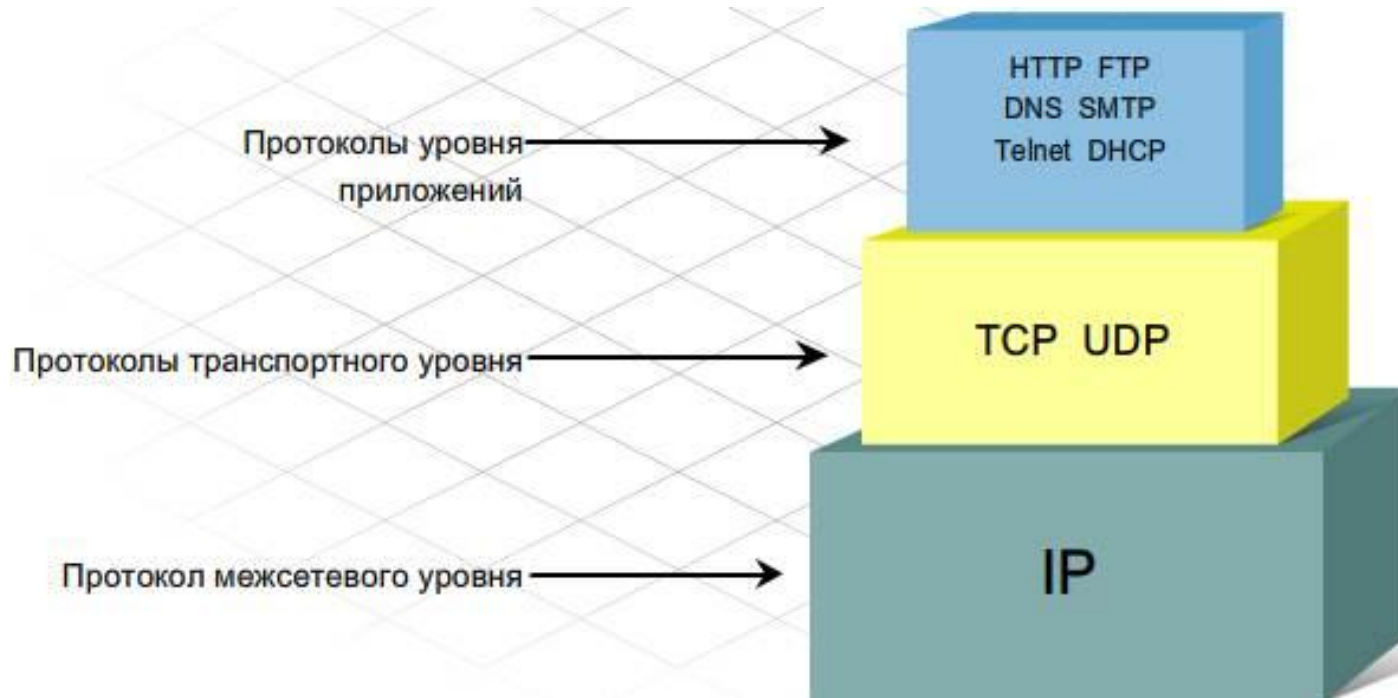 HTTP FTP
DNS SMTP
Telnet DHCP
Протоколы уровня
приложений
TCP UDP
Протоколы транспортного уровня
IP
Протокол межсетевого уровня